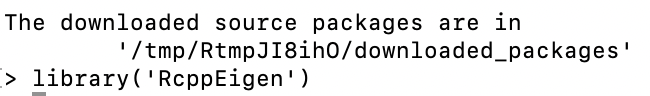 The downloaded source packages are in
        '/tmp/RtmpJI8ihO/downloaded_packages'
> library('RcppEigen')